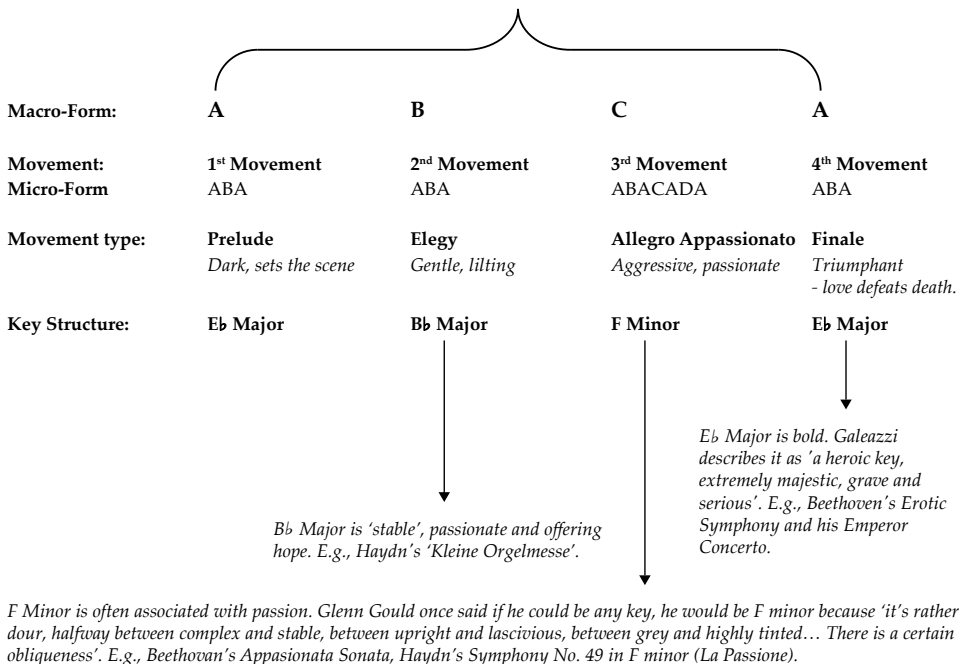 Macro-Form: A B C A
Movement: 1st Movement 2nd Movement 3rd Movement 4th Movement
Micro-Form ABA ABA ABACADA ABA
Movement type: Prelude Elegy Allegro Appassionato Finale
Dark, sets the scene Gentle, lilting Aggressive, passionate Triumphant
- love defeats death.
Key Structure: E♭ Major B♭ Major F Minor E♭ Major
E♭ Major is bold. Galeazzi
describes it as 'a heroic key,
extremely majestic, grave and
serious'. E.g., Beethoven's Erotic
Symphony and his Emperor
Concerto.
B♭ Major is 'stable', passionate and offering
hope. E.g., Haydn's 'Kleine Orgelmesse'.
F Minor is often associated with passion. Glenn Gould once said if he could be any key, he would be F minor because 'it's rather
dour, halfway between complex and stable, between upright and lascivious, between grey and highly tinted… There is a certain
obliqueness'. E.g., Beethovan's Appasionata Sonata, Haydn's Symphony No. 49 in F minor (La Passione).